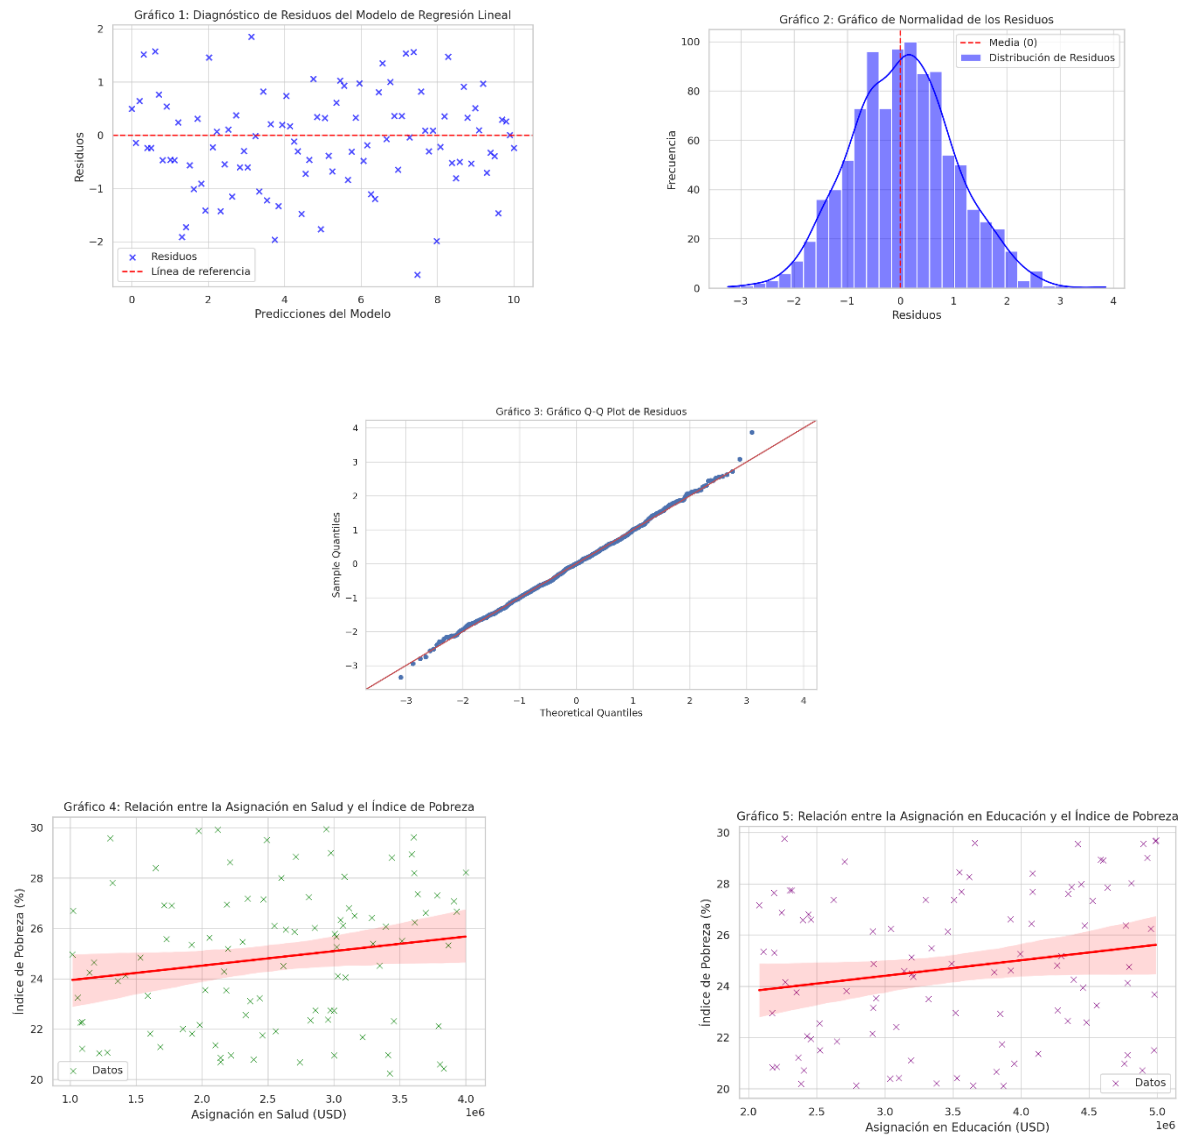 Gráfico 1: Diagnóstico de Residuos del Modelo de Regresión Lineal
2
1
0
−1
−2
Residuos
Residuos
Línea de referencia
0 2 4 6 8 10
Predicciones del Modelo
Gráfico 2: Gráfico de Normalidad de los Residuos
100
80
60
40
20
0
Frecuencia
Media (0)
Distribución de Residuos
−3 −2 −1 0 1 2 3 4
Residuos
Gráfico 3: Gráfico Q-Q Plot de Residuos
4
3
2
1
0
−1
−2
−3
Sample Quantiles
−3 −2 −1 0 1 2 3 4
Theoretical Quantiles
Gráfico 4: Relación entre la Asignación en Salud y el Índice de Pobreza
30
28
26
24
22
20
Índice de Pobreza (%)
Datos
1.0 1.5 2.0 2.5 3.0 3.5 4.0
1e6
Asignación en Salud (USD)
Gráfico 5: Relación entre la Asignación en Educación y el Índice de Pobreza
30
28
26
24
22
20
Índice de Pobreza (%)
Datos
2.0 2.5 3.0 3.5 4.0 4.5 5.0
1e6
Asignación en Educación (USD)